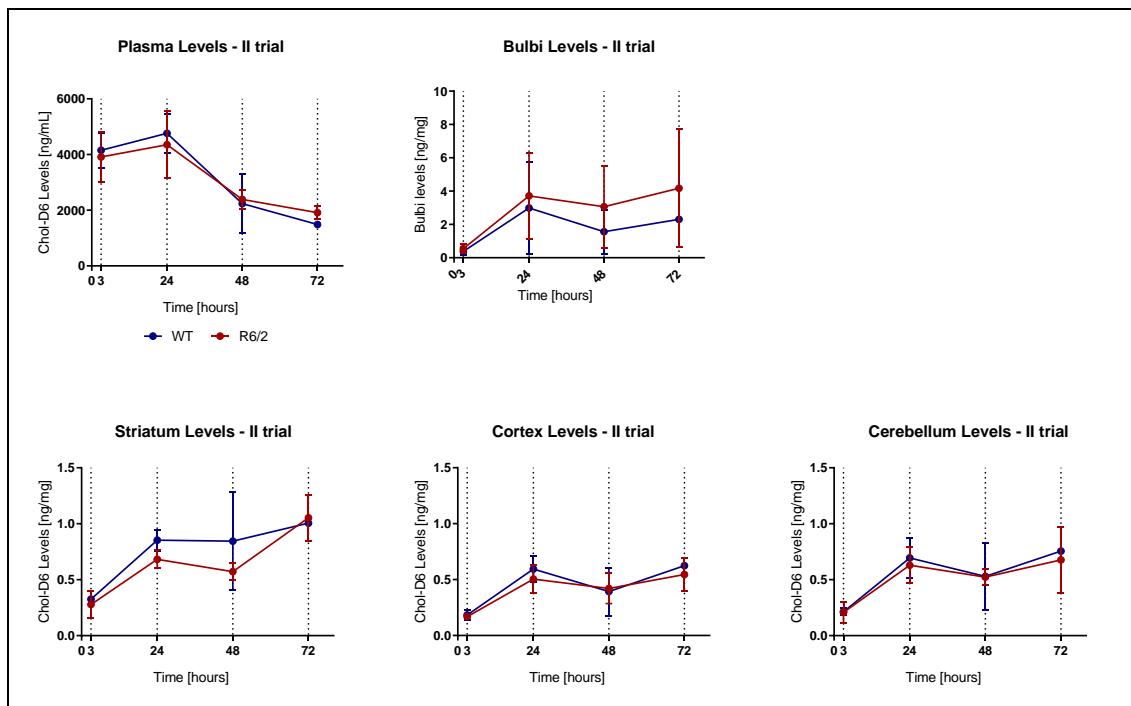 Plasma Levels - II trial
Chol-D6 Levels [ng/mL]
6000
4000
2000
0
0 3 24 48 72
Time [hours]
WT R6/2
Bulbi Levels - II trial
Bulbi levels [ng/mg]
10
8
6
4
2
0
0 3 24 48 72
Time [hours]
Striatum Levels - II trial
Chol-D6 Levels [ng/mg]
1.5
1.0
0.5
0.0
0 3 24 48 72
Time [hours]
Cortex Levels - II trial
Chol-D6 Levels [ng/mg]
1.5
1.0
0.5
0.0
0 3 24 48 72
Time [hours]
Cerebellum Levels - II trial
Chol-D6 Levels [ng/mg]
1.5
1.0
0.5
0.0
0 3 24 48 72
Time [hours]